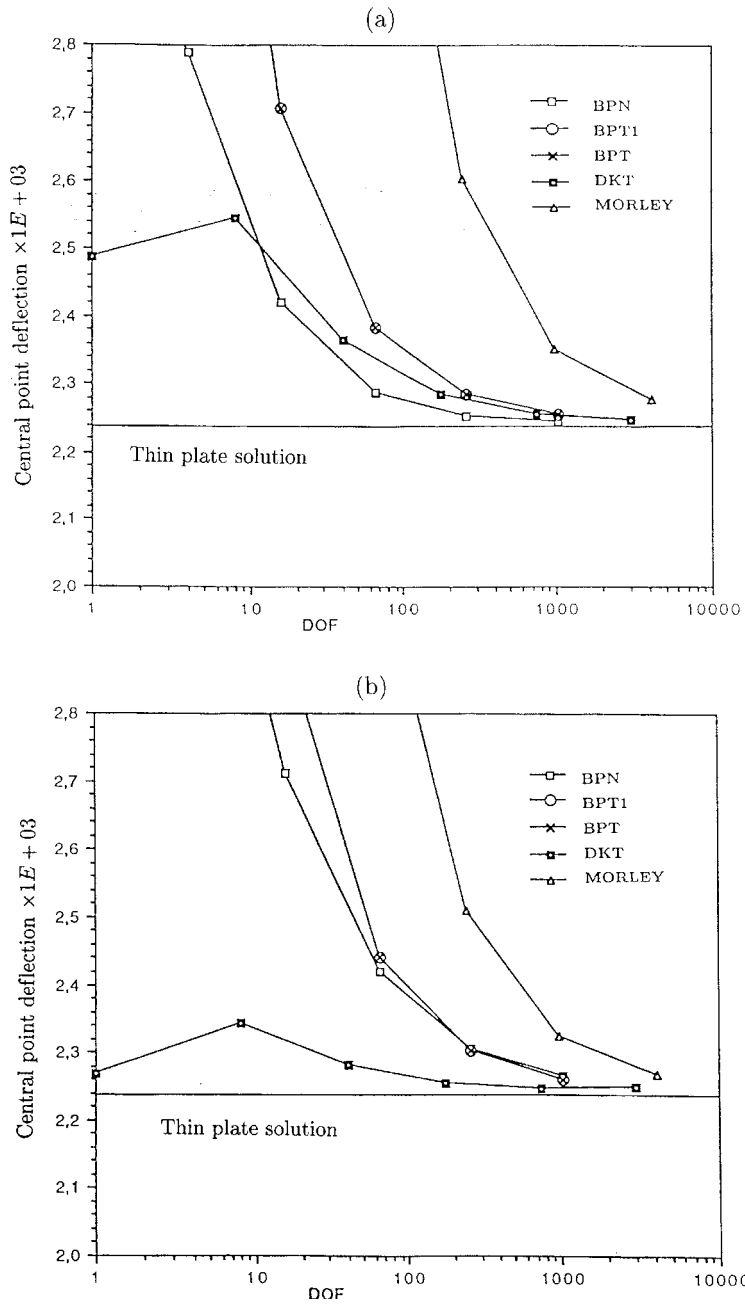 (a)
2,8
2,7
2,6
2,5
2,4
2,3
2,2
2,1
2,0
Central point deflection ×1E + 03
BPN
BPT1
BPT
DKT
MORLEY
Thin plate solution
1
10
100
1000
10000
DOF
(b)
2,8
2,7
2,6
2,5
2,4
2,3
2,2
2,1
2,0
Central point deflection ×1E + 03
BPN
BPT1
BPT
DKT
MORLEY
Thin plate solution
1
10
100
1000
10000
DOF